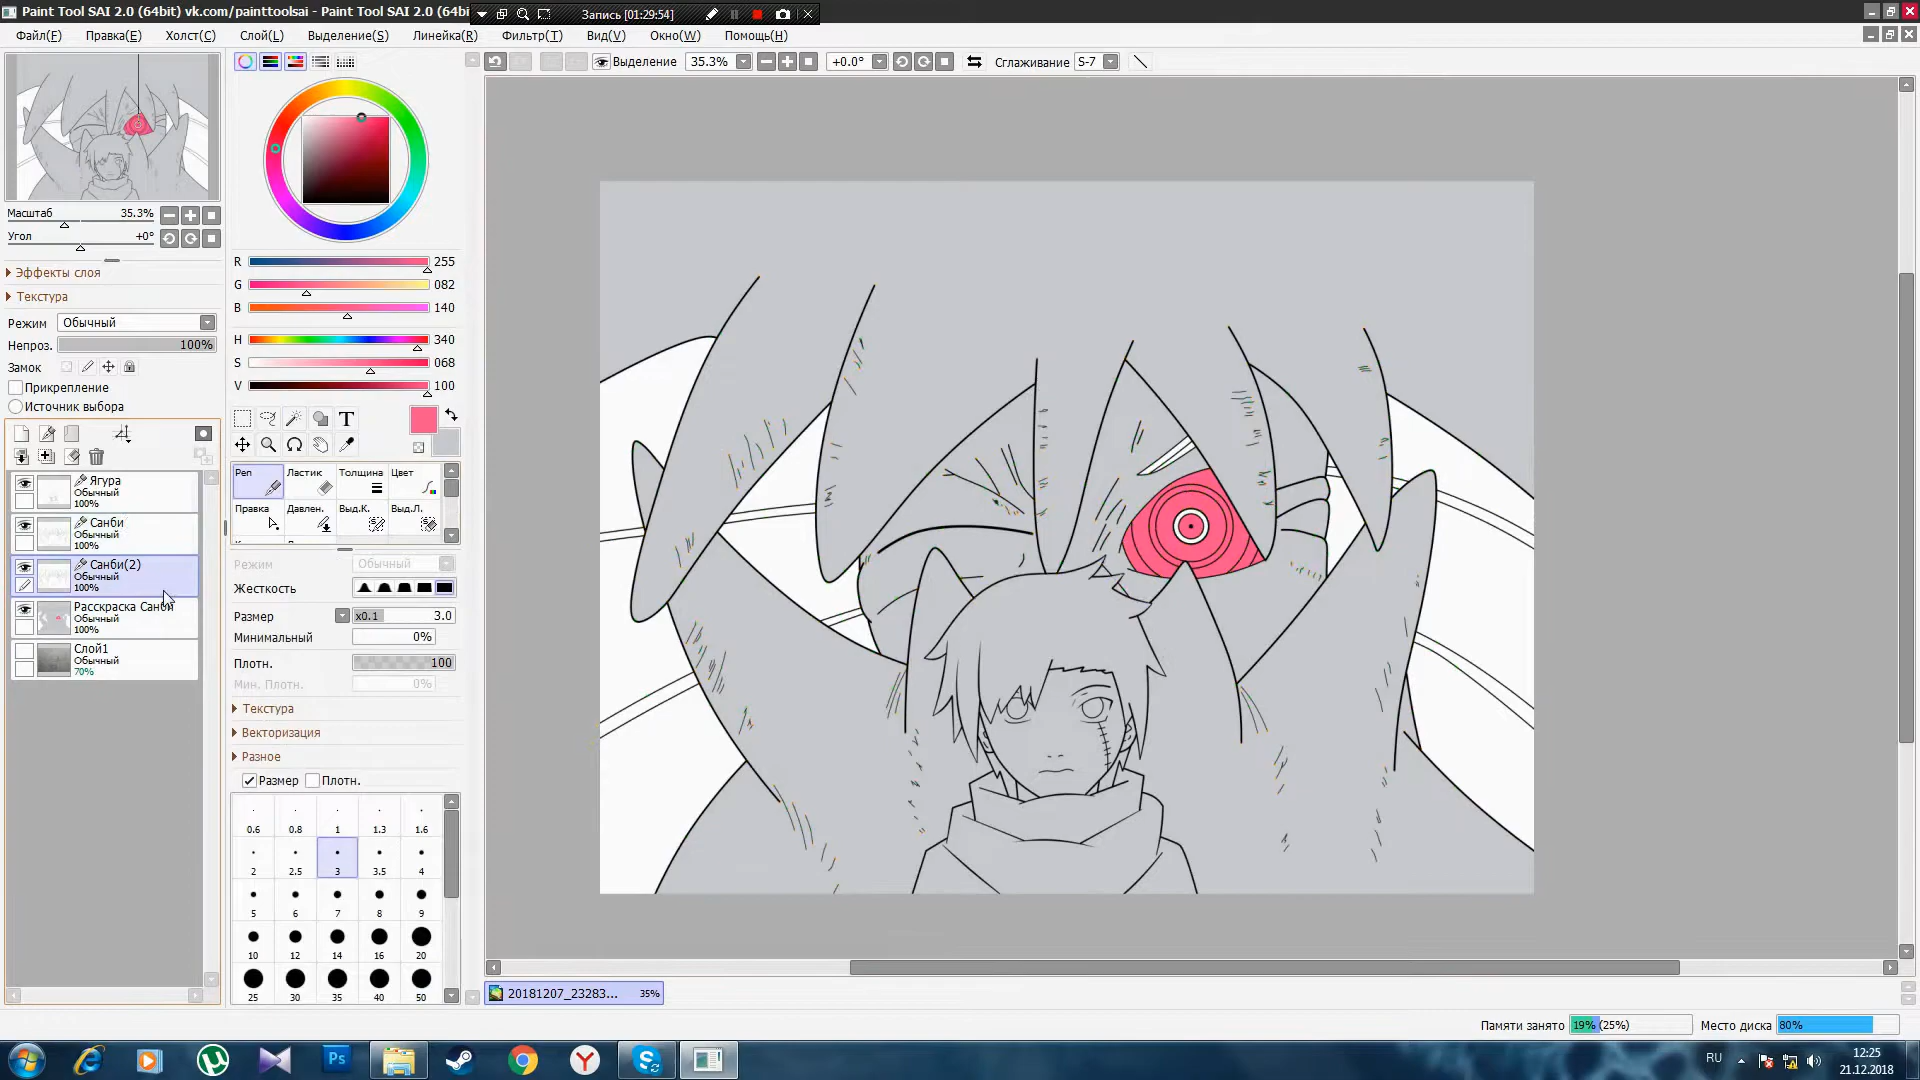 Paint Tool SAI 2.0 (64bit) vk.com/painttoolsai - Paint Tool SAI 2.0 (64bi
Запись [01:29:54]
Файл(F) Правка(E) Холст(C) Слой(L) Выделение(S) Линейка(R) Фильтр(T) Вид(V) Окно(W) Помощь(H)
Выделение 35.3% +0.0° Сглаживание S-7
Масштаб 35.3%
Угол +0°
Эффекты слоя
Текстура
Режим Обычный
Непроз. 100%
Замок
Прикрепление
Источник выбора
Ягура
Обычный
100%
Санби
Обычный
100%
Санби(2)
Обычный
100%
Расскраска Санби
Обычный
100%
Слой1
Обычный
70%
R 255
G 082
B 140
H 340
S 068
V 100
T
Реп Ластик Толщина Цвет
Правка Давлен. Выд.К. Выд.Л.
Режим Обычный
Жесткость
Размер x0.1 3.0
Минимальный 0%
Плотн. 100
Мин. Плотн. 0%
Текстура
Векторизация
Разное
Размер Плотн.
0.6 0.8 1 1.3 1.6
2 2.5 3 3.5 4
5 6 7 8 9
10 12 14 16 20
25 30 35 40 50
20181207_23283... 35%
Памяти занято 19% (25%) Место диска 80%
Ps
RU
12:25
21.12.2018